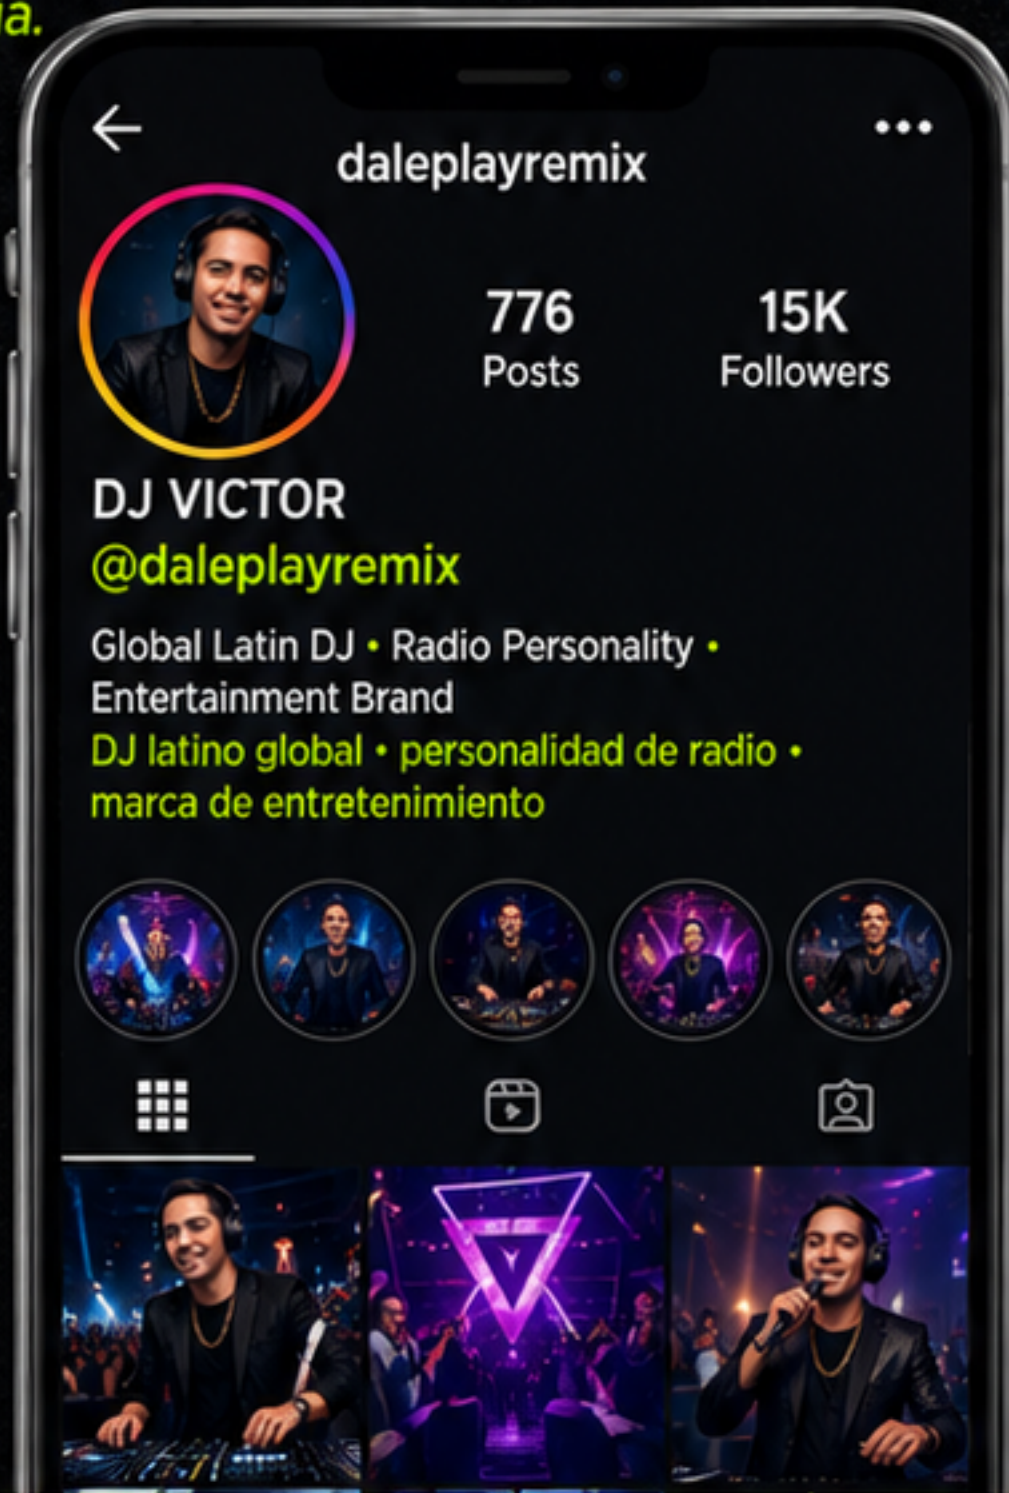 daleplayremix
776
Posts
15K
Followers
DJ VICTOR
@daleplayremix
Global Latin DJ • Radio Personality •
Entertainment Brand
DJ latino global • personalidad de radio •
marca de entretenimiento